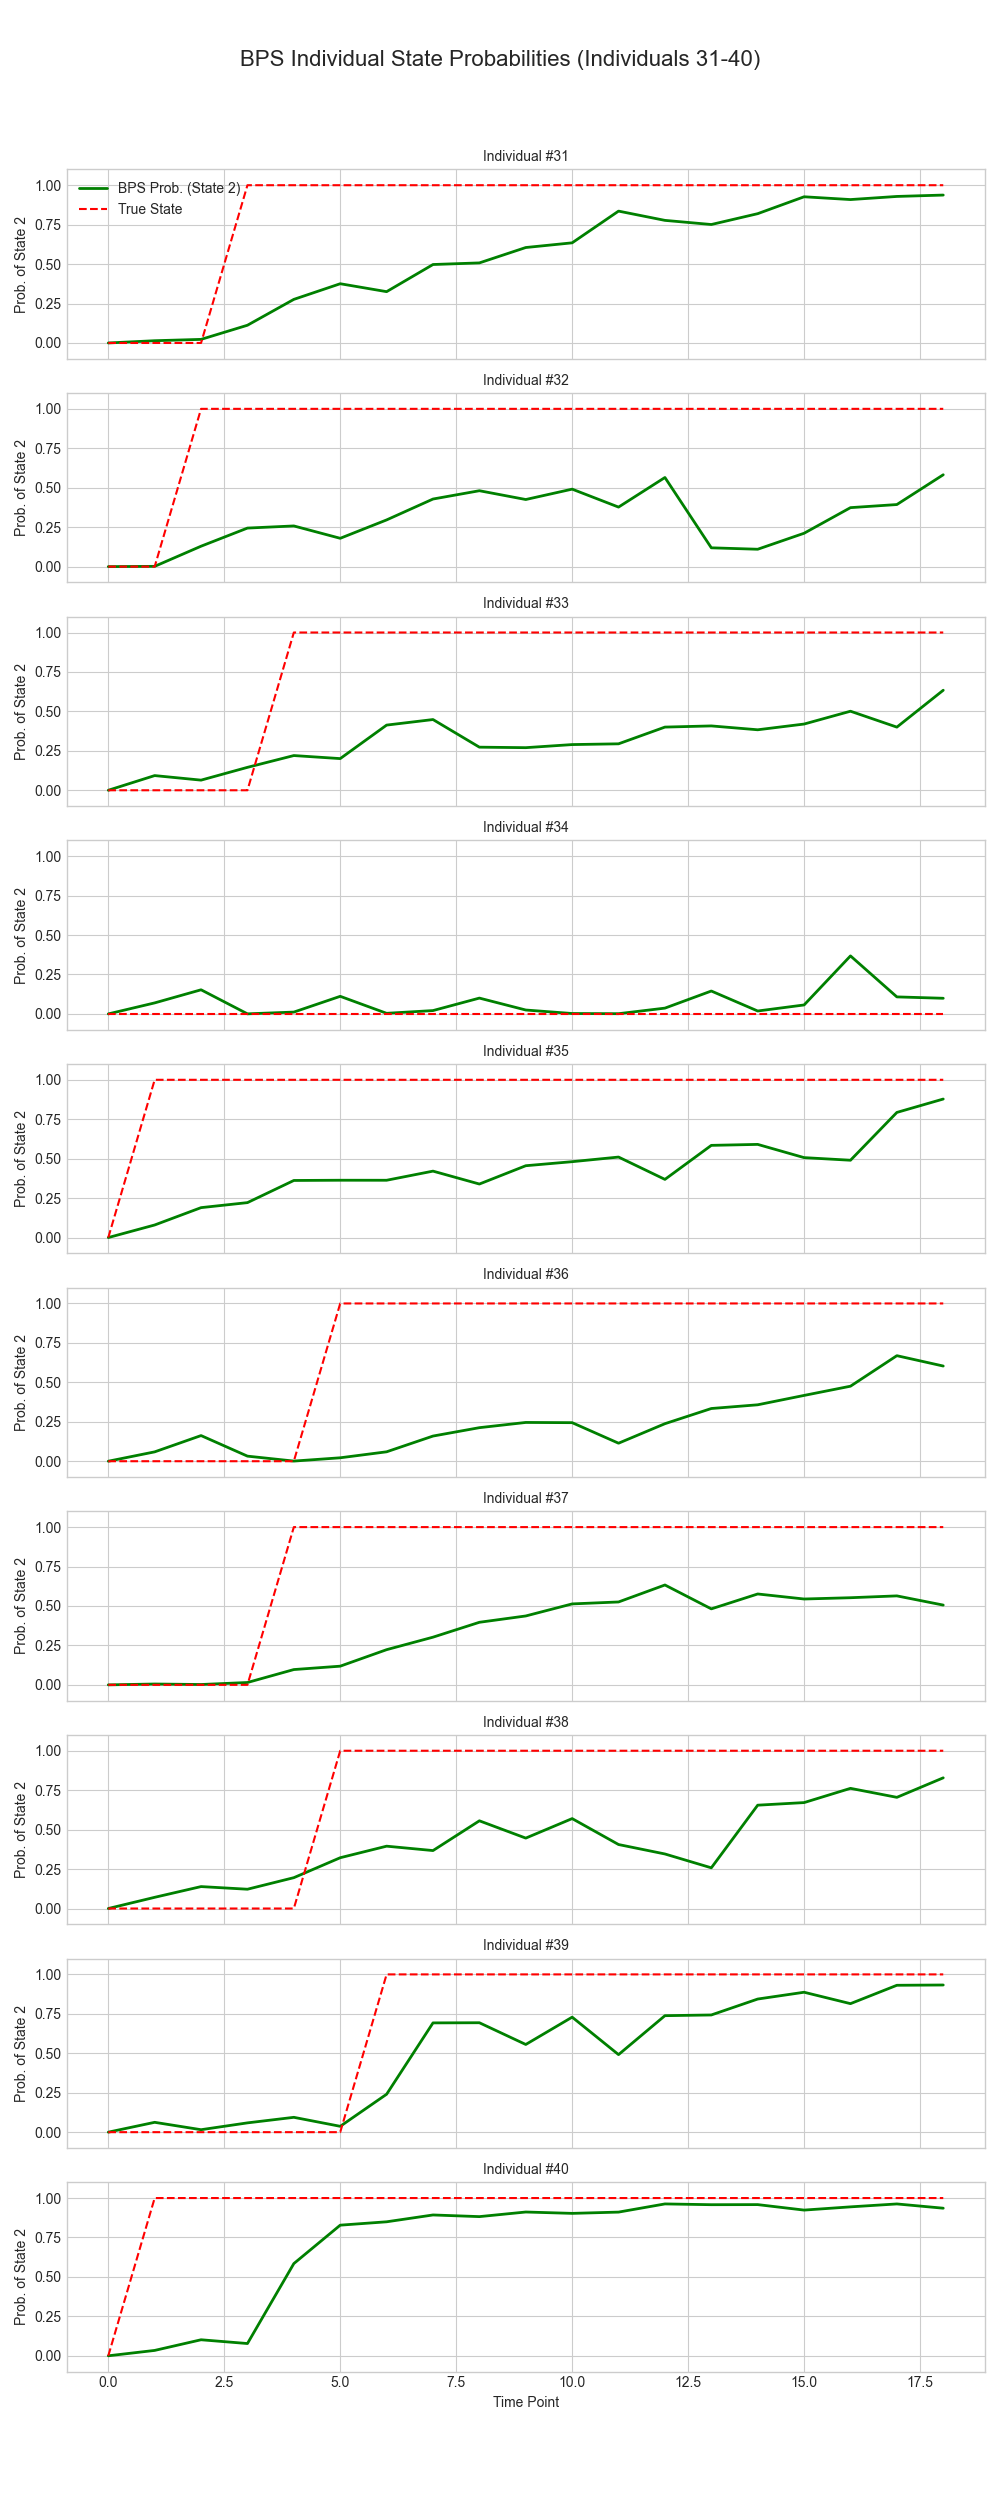 BPS Individual State Probabilities (Individuals 31-40)
Individual #31
1.00
0.75
0.50
0.25
0.00
Prob. of State 2
BPS Prob. (State 2)
True State
Individual #32
1.00
0.75
0.50
0.25
0.00
Prob. of State 2
Individual #33
1.00
0.75
0.50
0.25
0.00
Prob. of State 2
Individual #34
1.00
0.75
0.50
0.25
0.00
Prob. of State 2
Individual #35
1.00
0.75
0.50
0.25
0.00
Prob. of State 2
Individual #36
1.00
0.75
0.50
0.25
0.00
Prob. of State 2
Individual #37
1.00
0.75
0.50
0.25
0.00
Prob. of State 2
Individual #38
1.00
0.75
0.50
0.25
0.00
Prob. of State 2
Individual #39
1.00
0.75
0.50
0.25
0.00
Prob. of State 2
Individual #40
1.00
0.75
0.50
0.25
0.00
Prob. of State 2
0.0 2.5 5.0 7.5 10.0 12.5 15.0 17.5
Time Point